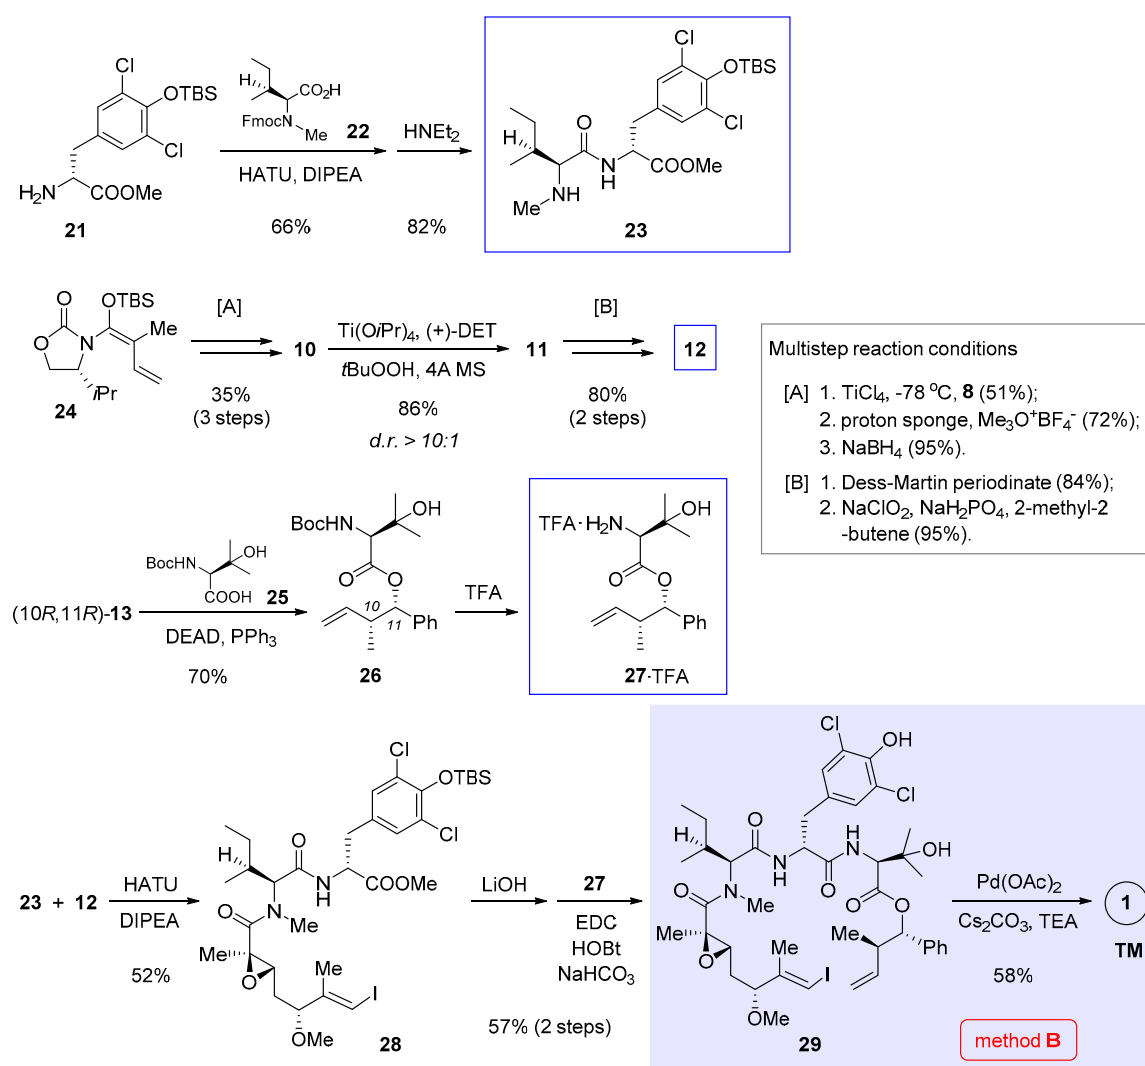 Cl
OTBS
Cl
H2N
COOMe
21
H
CO2H
Fmoc N Me
22
HATU, DIPEA
66%
HNEt2
82%
Cl
OTBS
Cl
H
O
N
H
COOMe
NH
Me
23
O
OTBS
N
Me
O
iPr
24
[A]
35%
(3 steps)
10
Ti(OiPr)4, (+)-DET
tBuOOH, 4A MS
86%
d.r. > 10:1
11
[B]
80%
(2 steps)
12
Multistep reaction conditions
[A] 1. TiCl4, -78 oC, 8 (51%);
2. proton sponge, Me3O+BF4- (72%);
3. NaBH4 (95%).
[B] 1. Dess-Martin periodinate (84%);
2. NaClO2, NaH2PO4, 2-methyl-2
-butene (95%).
(10R,11R)-13
BocHN
OH
COOH
25
DEAD, PPh3
70%
BocHN
OH
O
O
10
11
Ph
26
TFA
TFA·H2N
OH
O
O
Ph
27·TFA
23 + 12
HATU
DIPEA
52%
Cl
OTBS
Cl
H
O
N
H
COOMe
N
Me
O
Me
O
Me
I
OMe
28
LiOH
27
EDC
HOBt
NaHCO3
57% (2 steps)
Cl
OH
Cl
H
O
N
H
O
H
N
OH
O
O
N
Me
O
Me
O
Me
I
OMe
Me
Ph
29
Pd(OAc)2
Cs2CO3, TEA
58%
method B
1
TM